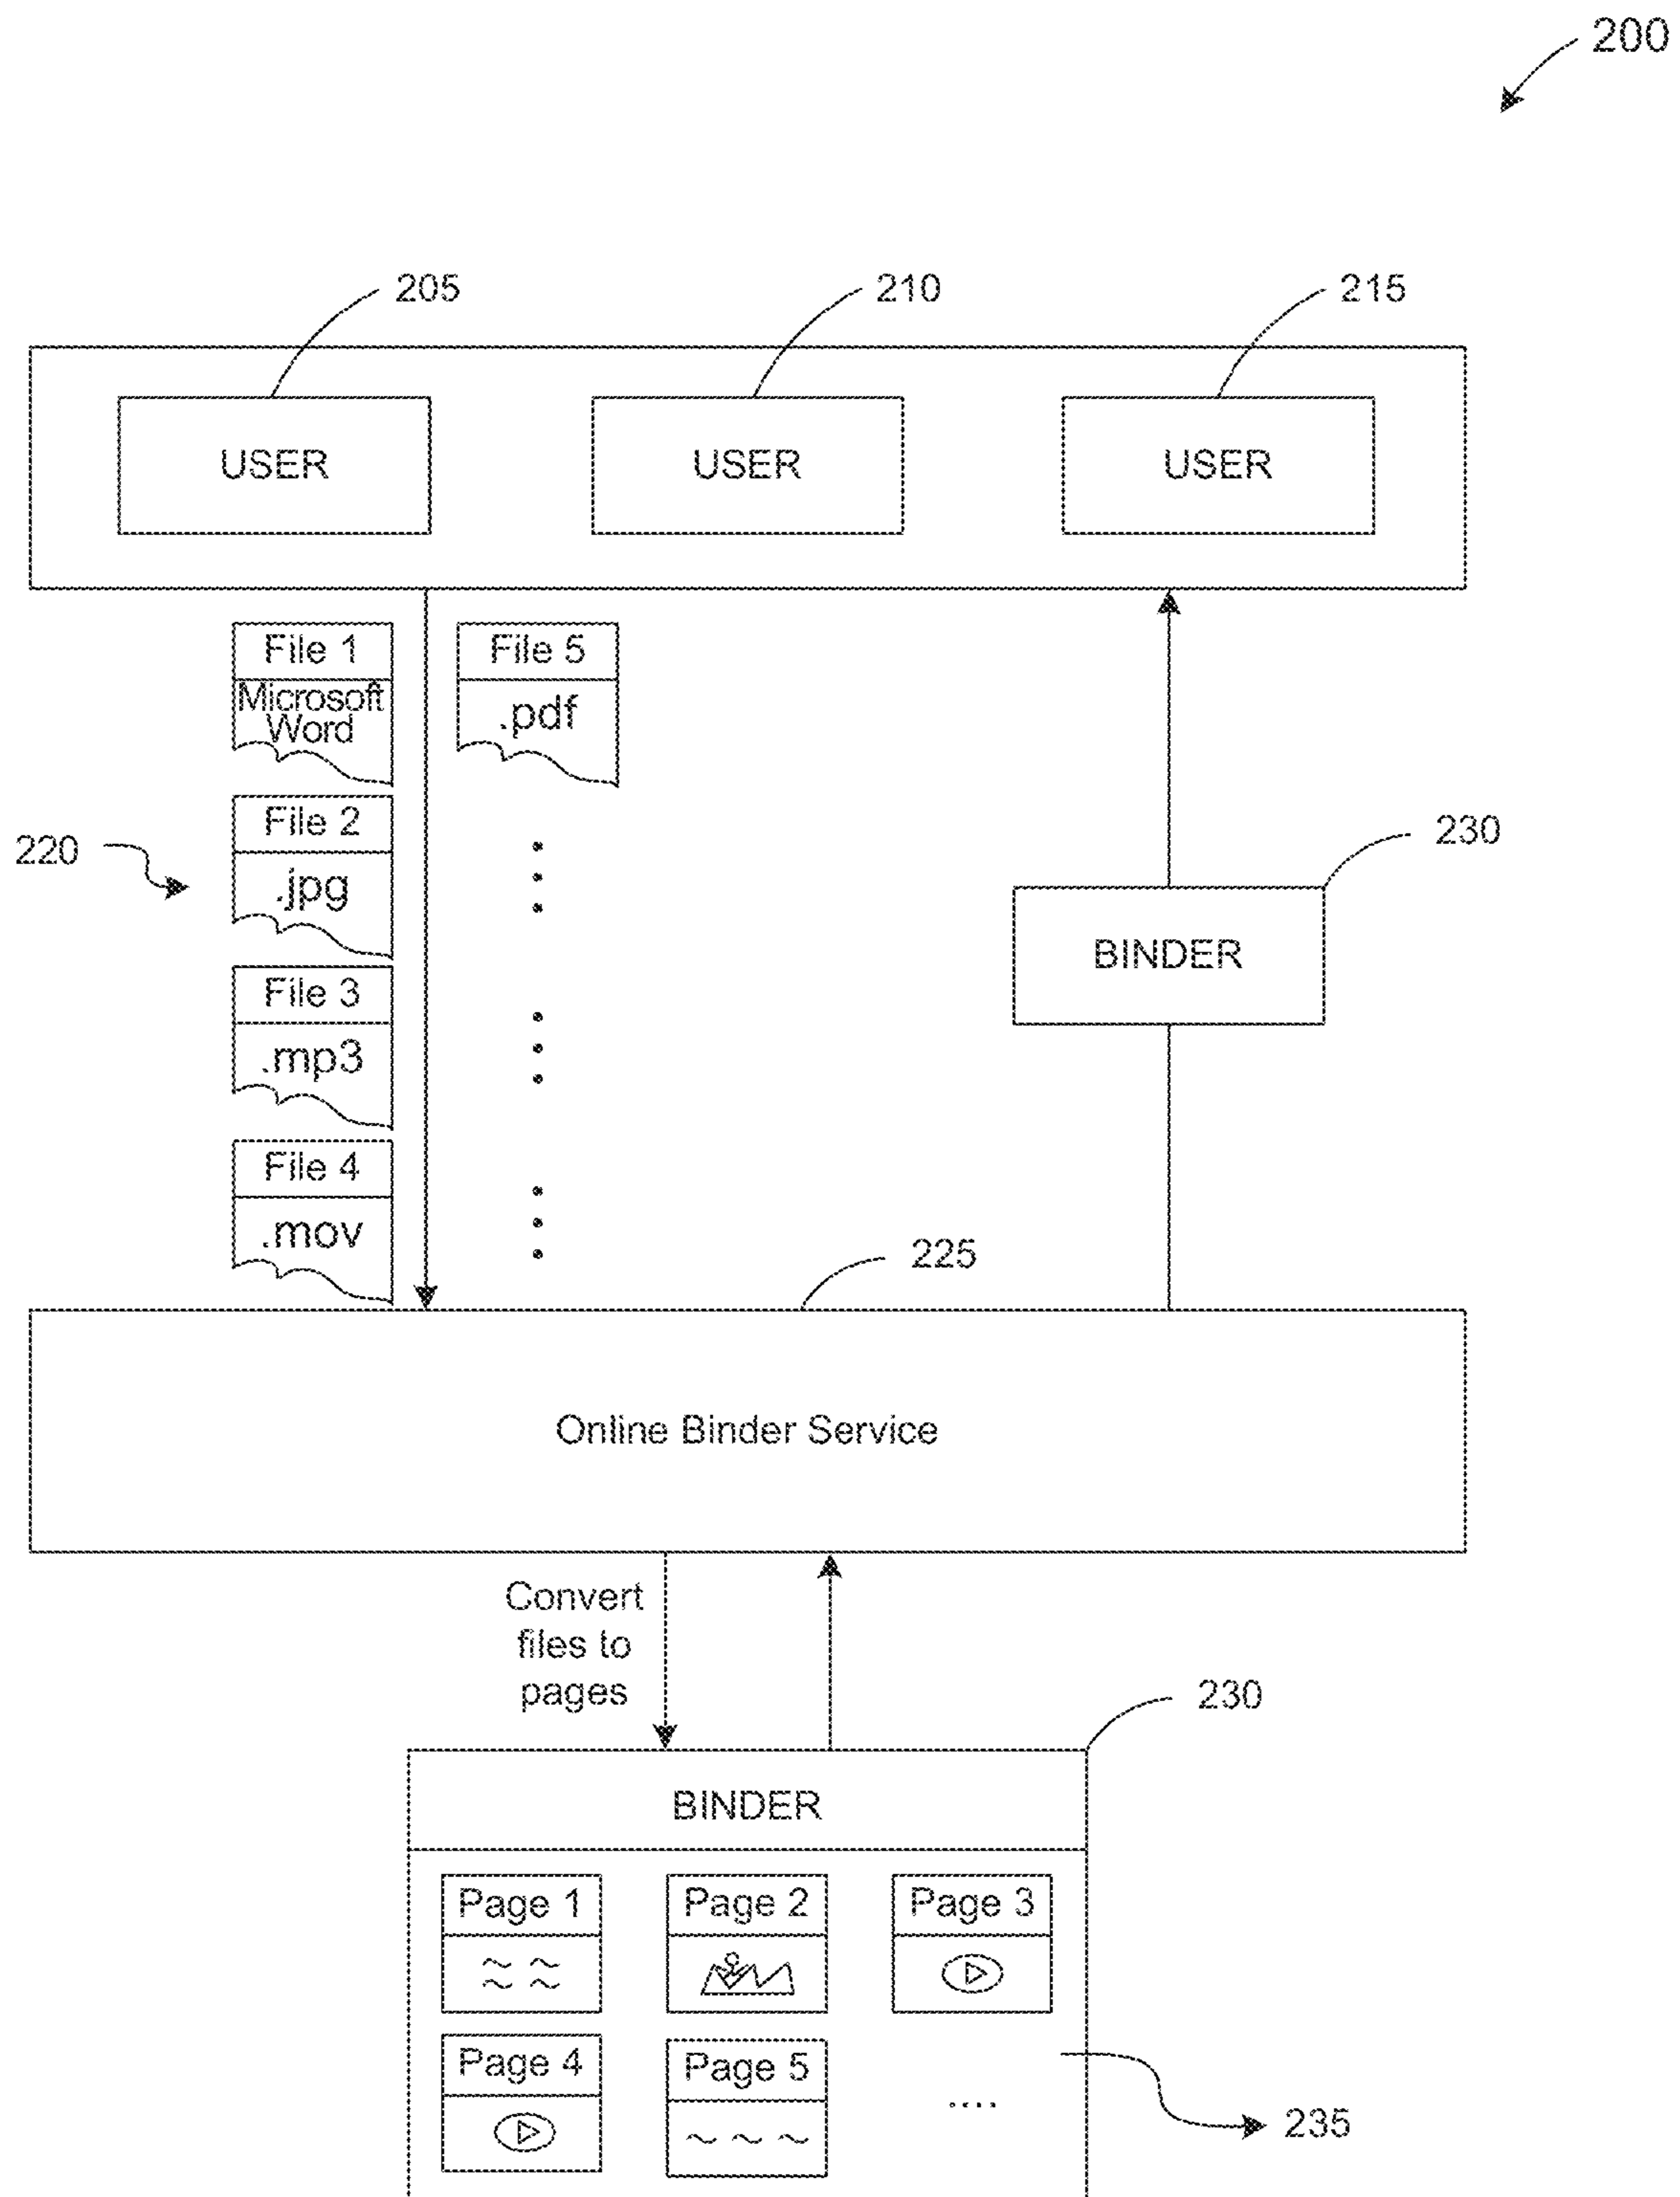 200
205
210
215
USER
USER
USER
File 1
Microsoft
Word
File 5
.pdf
File 2
.jpg
220
230
BINDER
File 3
.mp3
File 4
.mov
225
Online Binder Service
Convert
files to
pages
230
BINDER
Page 1
Page 2
Page 3
Page 4
Page 5
....
235